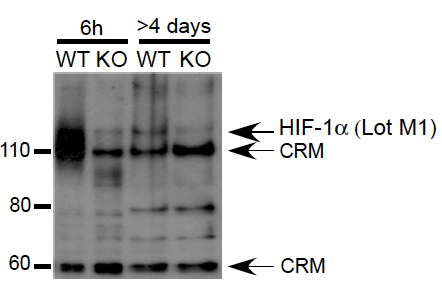 6h >4 days
WT KO WT KO
HIF-1α (Lot M1)
110 CRM
80
60 CRM